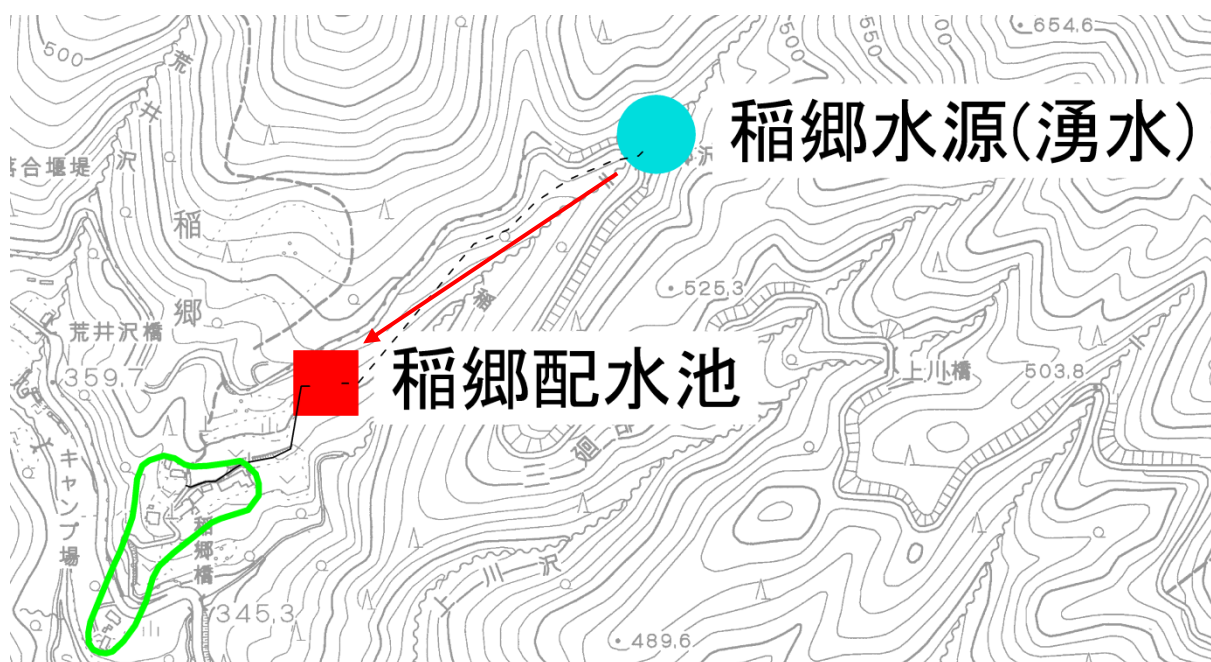 500
荒井沢
654.6
500
550
稲郷水源(湧水)
落合堰堤
稲郷
525.3
荒井沢橋
359.7
稲郷配水池
上川橋
503.8
キャンプ場
稲郷橋
345.3
上川沢
489.6